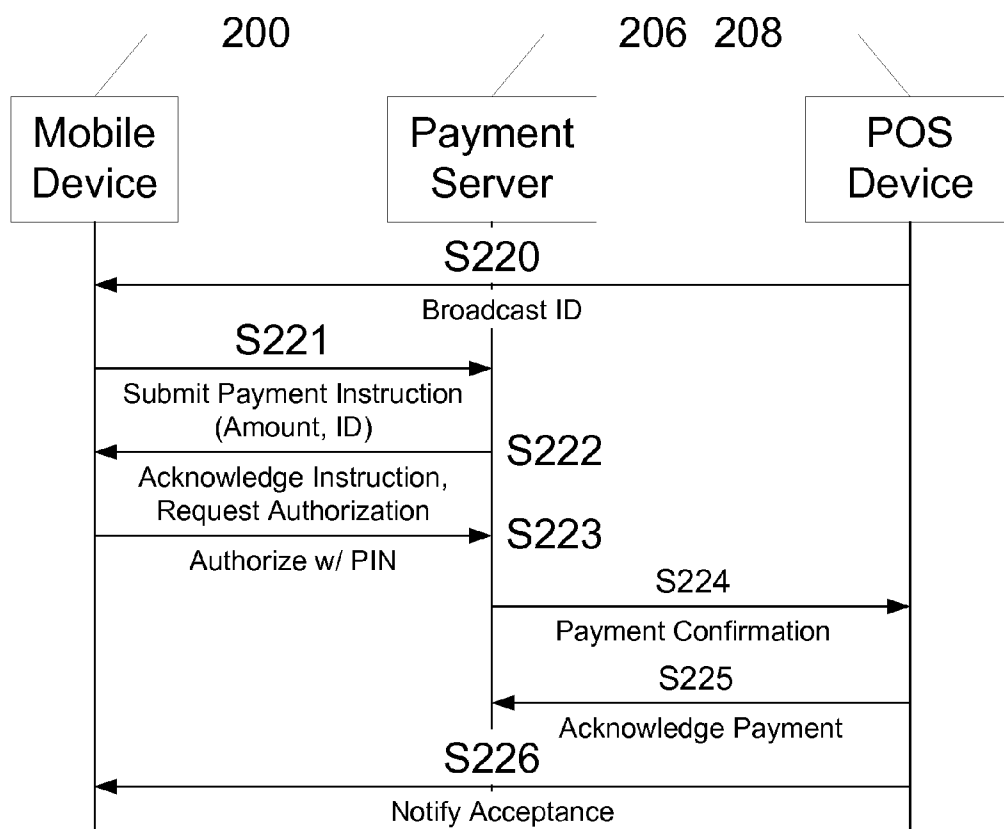 200
206 208
Mobile
Device
Payment
Server
POS
Device
S220
Broadcast ID
S221
Submit Payment Instruction
(Amount, ID)
S222
Acknowledge Instruction,
Request Authorization
S223
Authorize w/ PIN
S224
Payment Confirmation
S225
Acknowledge Payment
S226
Notify Acceptance